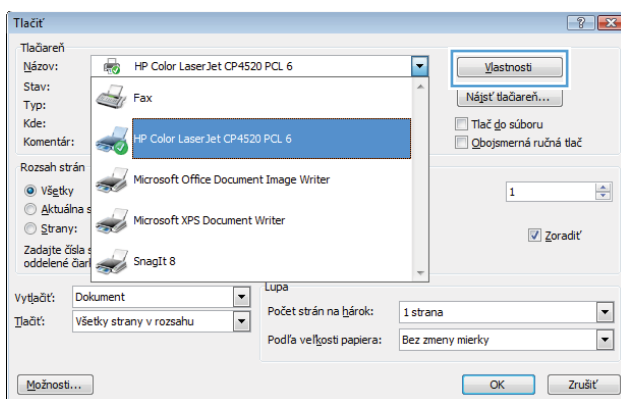 Tlačiť
Tlačiareň
Názov: HP Color LaserJet CP4520 PCL 6 Vlastnosti
Stav: Nájsť tlačiareň...
Typ:
Kde: Tlač do súboru
Komentár: Obojsmerná ručná tlač
Fax
HP Color LaserJet CP4520 PCL 6
Microsoft Office Document Image Writer
Microsoft XPS Document Writer
SnagIt 8
Rozsah strán
Všetky 1
Aktuálna s
Strany: Zoradiť
Zadajte čísla s
oddelené čiar
Vytlačiť: Dokument
Tlačiť: Všetky strany v rozsahu
Lupa
Počet strán na hárok: 1 strana
Podľa veľkosti papiera: Bez zmeny mierky
Možnosti... OK Zrušiť